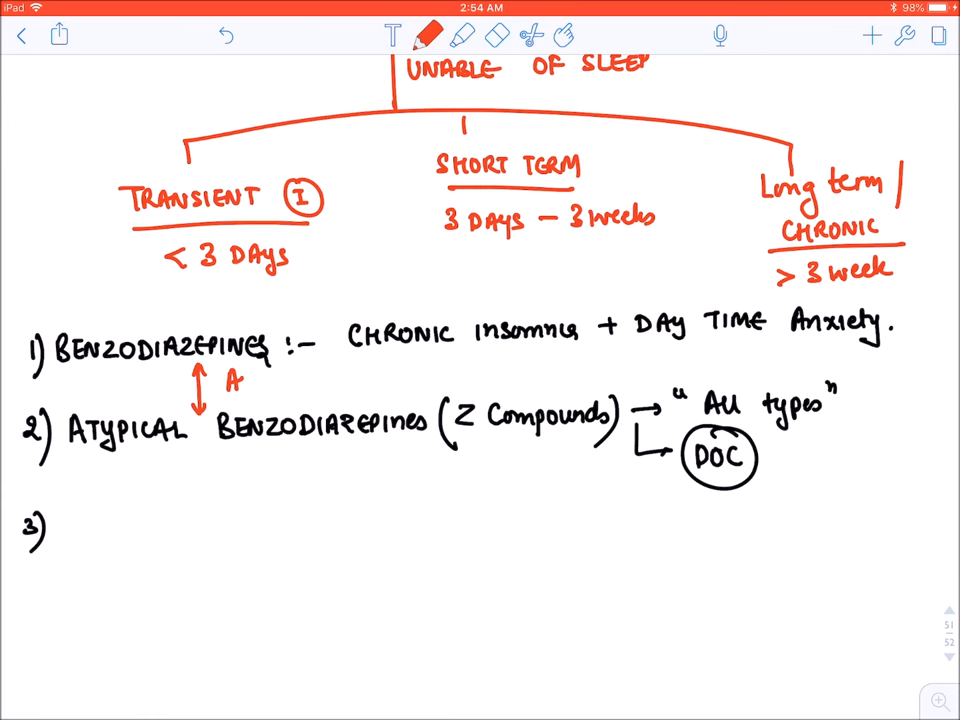 iPad 2:54 AM 98%
T
UNABLE OF SLEEP
TRANSIENT I
< 3 DAYS
SHORT TERM
3 DAYS - 3 weeks
Long term /
CHRONIC
> 3 week
1) BENZODIAZEPINES :- CHRONIC Insomnia + DAY TIME Anxiety.
A
2) ATYPICAL BENZODIAZEPINES (Z Compounds) → "All types"
DOC
3)
51
52